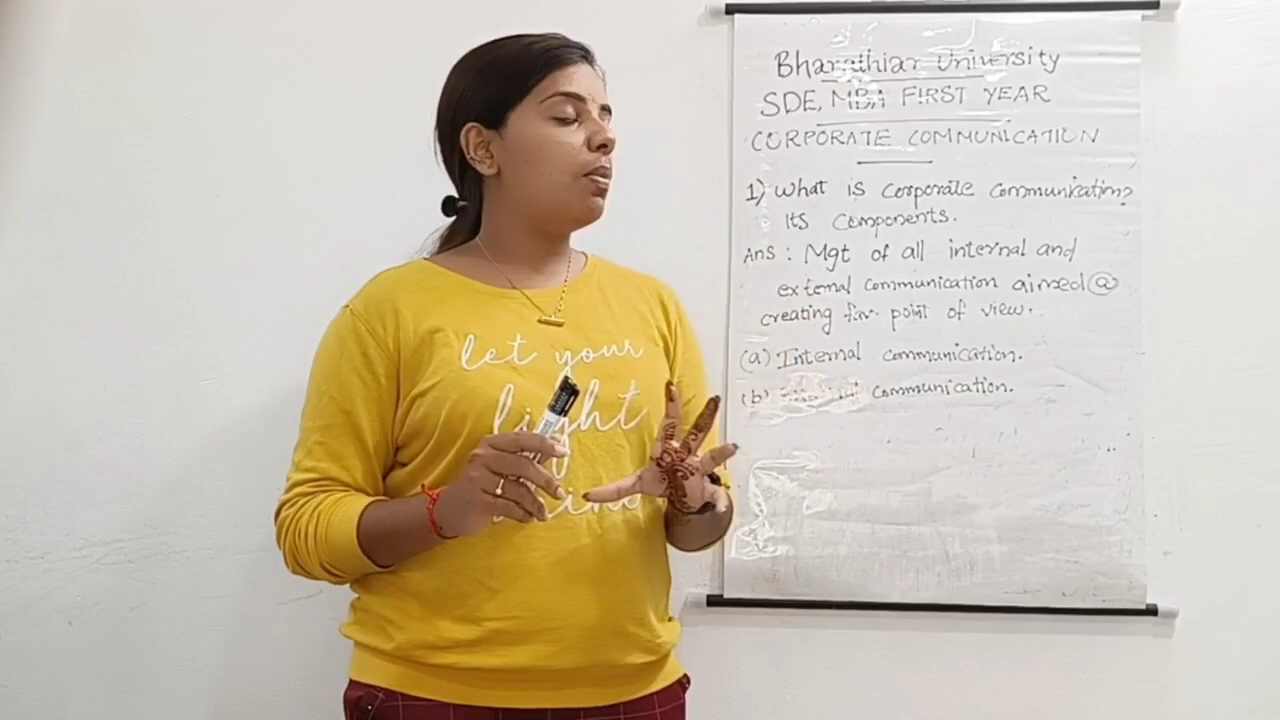 Bharathiar University
SDE, MBA FIRST YEAR
CORPORATE COMMUNICATION
1) What is corporate communication?
Its components.
Ans : Mgt of all internal and
external communication aimed @
creating fav. point of view.
(a) Internal communication.
(b) communication.
let your
light